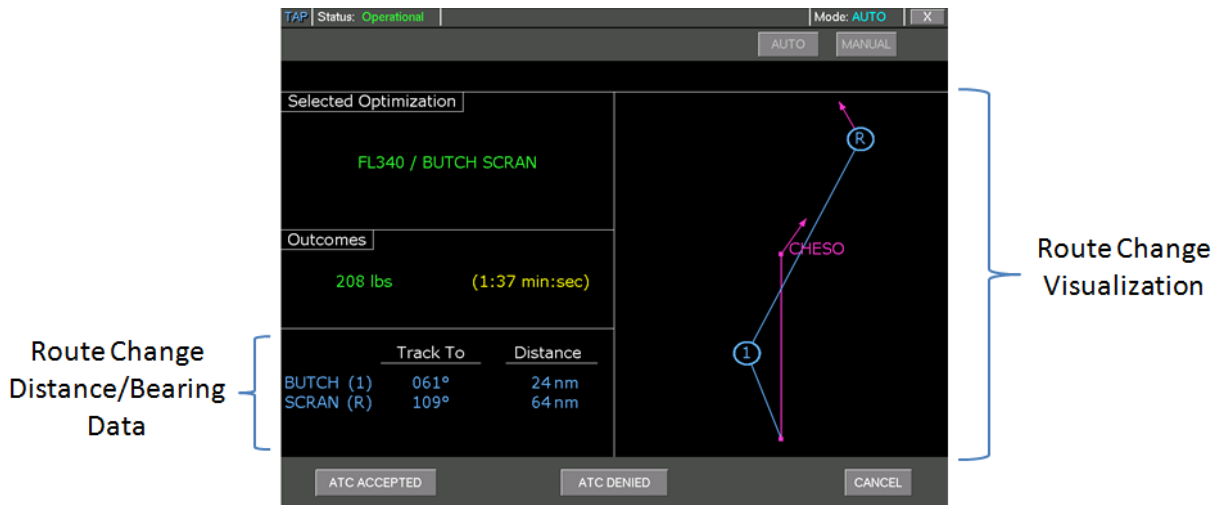 TAP Status: Operational Mode: AUTO X
AUTO MANUAL
Selected Optimization
FL340 / BUTCH SCRAN
Outcomes
208 lbs (1:37 min:sec)
Track To Distance
BUTCH (1) 061° 24 nm
SCRAN (R) 109° 64 nm
R
CHESO
1
ATC ACCEPTED ATC DENIED CANCEL
Route Change
Distance/Bearing
Data
Route Change
Visualization